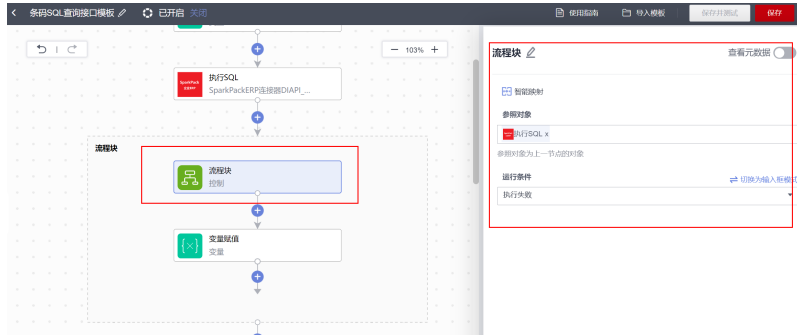 条码SQL查询接口模板
已开启 关闭
使用指南
导入模板
保存并测试
保存
103%
执行SQL
SparkPackERP连接器DIAPI_...
流程块
流程块
控制
变量赋值
变量
流程块
查看元数据
智能映射
参照对象
执行SQL x
参照对象为上一节点的对象
运行条件
切换为输入框模式
执行失败